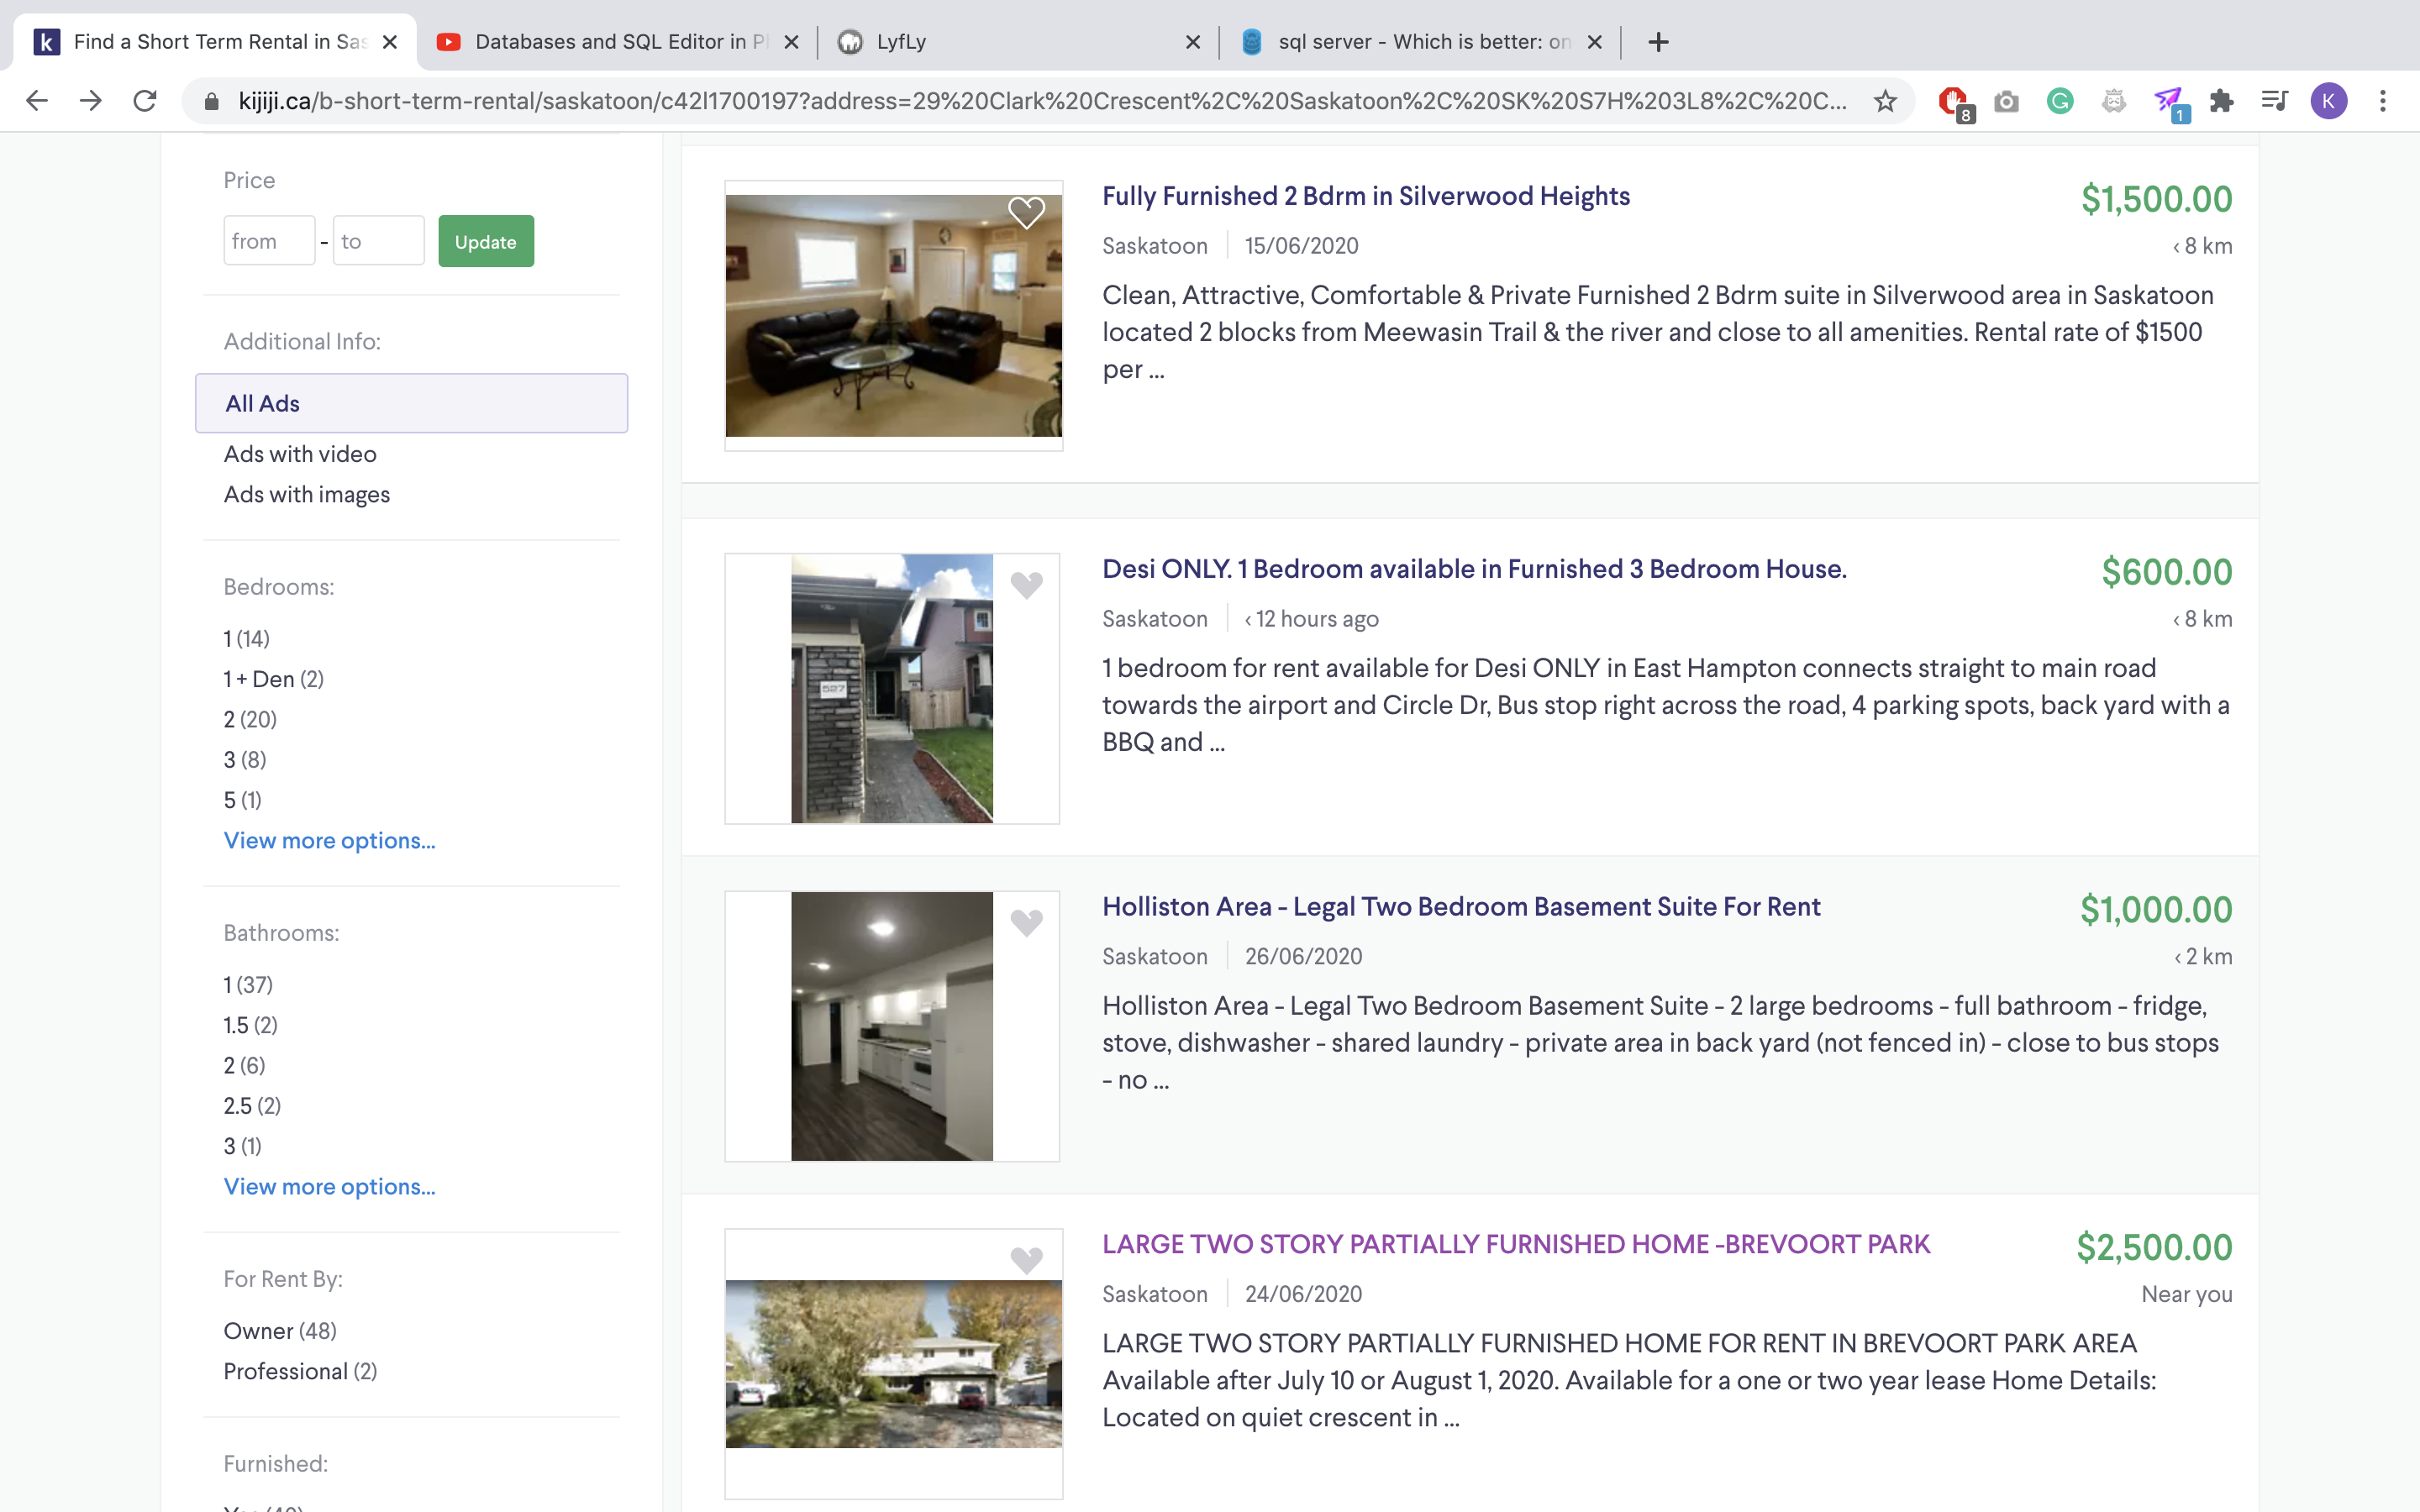 Find a Short Term Rental in Sas
Databases and SQL Editor in P
LyfLy
sql server - Which is better: on
kijiji.ca/b-short-term-rental/saskatoon/c42l1700197?address=29%20Clark%20Crescent%2C%20Saskatoon%2C%20SK%20S7H%203L8%2C%20C...
8
1
K
Price
from - to Update
Additional Info:
All Ads
Ads with video
Ads with images
Bedrooms:
1 (14)
1 + Den (2)
2 (20)
3 (8)
5 (1)
View more options...
Bathrooms:
1 (37)
1.5 (2)
2 (6)
2.5 (2)
3 (1)
View more options...
For Rent By:
Owner (48)
Professional (2)
Furnished:
Fully Furnished 2 Bdrm in Silverwood Heights
$1,500.00
Saskatoon 15/06/2020
< 8 km
Clean, Attractive, Comfortable & Private Furnished 2 Bdrm suite in Silverwood area in Saskatoon
located 2 blocks from Meewasin Trail & the river and close to all amenities. Rental rate of $1500
per ...
527
Desi ONLY. 1 Bedroom available in Furnished 3 Bedroom House.
$600.00
Saskatoon < 12 hours ago
< 8 km
1 bedroom for rent available for Desi ONLY in East Hampton connects straight to main road
towards the airport and Circle Dr, Bus stop right across the road, 4 parking spots, back yard with a
BBQ and ...
Holliston Area - Legal Two Bedroom Basement Suite For Rent
$1,000.00
Saskatoon 26/06/2020
< 2 km
Holliston Area - Legal Two Bedroom Basement Suite - 2 large bedrooms - full bathroom - fridge,
stove, dishwasher - shared laundry - private area in back yard (not fenced in) - close to bus stops
- no ...
LARGE TWO STORY PARTIALLY FURNISHED HOME -BREVOORT PARK
$2,500.00
Saskatoon 24/06/2020
Near you
LARGE TWO STORY PARTIALLY FURNISHED HOME FOR RENT IN BREVOORT PARK AREA
Available after July 10 or August 1, 2020. Available for a one or two year lease Home Details:
Located on quiet crescent in ...